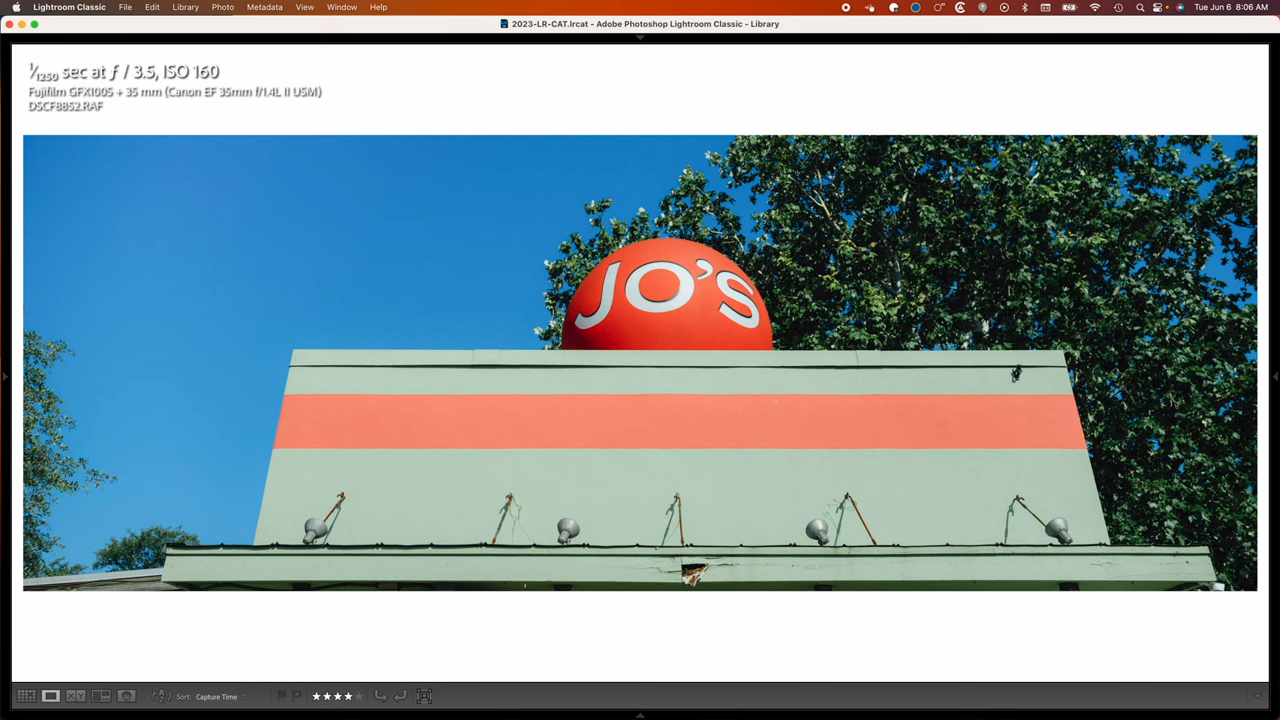 Lightroom Classic File Edit Library Photo Metadata View Window Help Tue Jun 6 8:06 AM
2023-LR-CAT.lrcat - Adobe Photoshop Lightroom Classic - Library
1/1250 sec at ƒ / 3.5, ISO 160
Fujifilm GFX100S + 35 mm (Canon EF 35mm f/1.4L II USM)
DSCF8852.RAF
JO'S
Sort: Capture Time